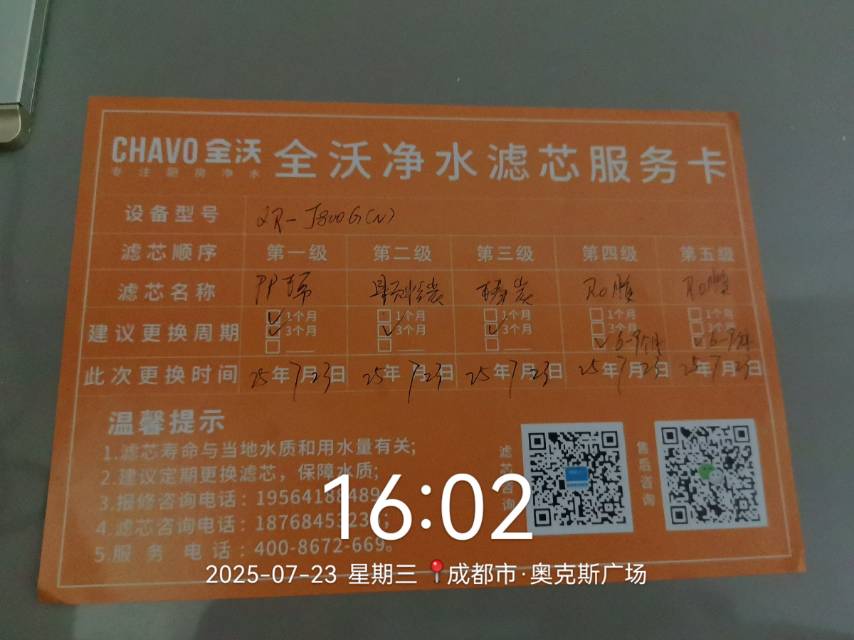 CHAVO 全沃 全沃净水滤芯服务卡
专注厨房净水
设备型号 J800G(N)
滤芯顺序 第一级 第二级 第三级 第四级 第五级
滤芯名称 PP棉 RO膜 RO膜
建议更换周期 1个月 1个月 1个月 1个月 1个月
3个月 3个月 3个月 3个月 3个月
此次更换时间 25年7月23日 25年7月23日 25年7月23日 25年7月23日 25年7月23日
温馨提示
1.滤芯寿命与当地水质和用水量有关;
2.建议定期更换滤芯，保障水质;
3.报修咨询电话：
4.滤芯咨询电话：
5.服务电话：400-8672-669。
滤芯咨询
售后咨询
16:02
2025-07-23 星期三 成都市·奥克斯广场